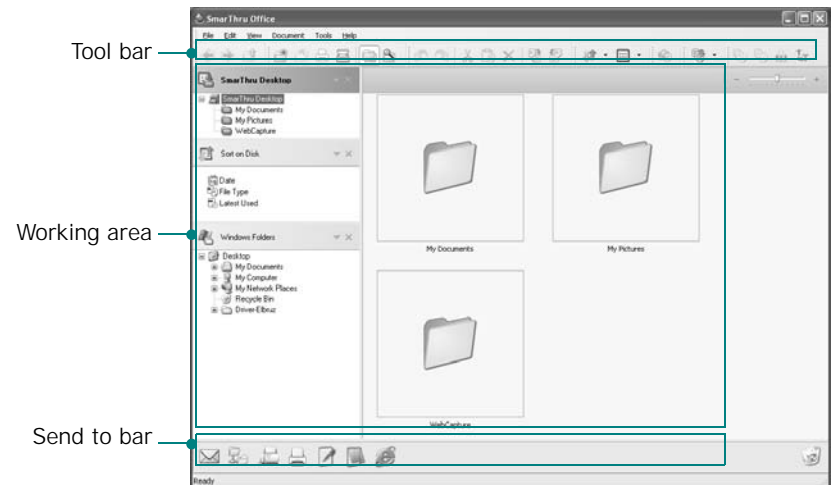 SmarThru Office
File Edit View Document Tools Help
Tool bar
SmarThru Desktop
SmarThru Desktop
My Documents
My Pictures
WebCapture
Sort on Disk
Date
File Type
Latest Used
Working area
Windows Folders
Desktop
My Documents
My Computer
My Network Places
Recycle Bin
Driver-Elbruz
My Documents
My Pictures
WebCapture
Send to bar
Ready